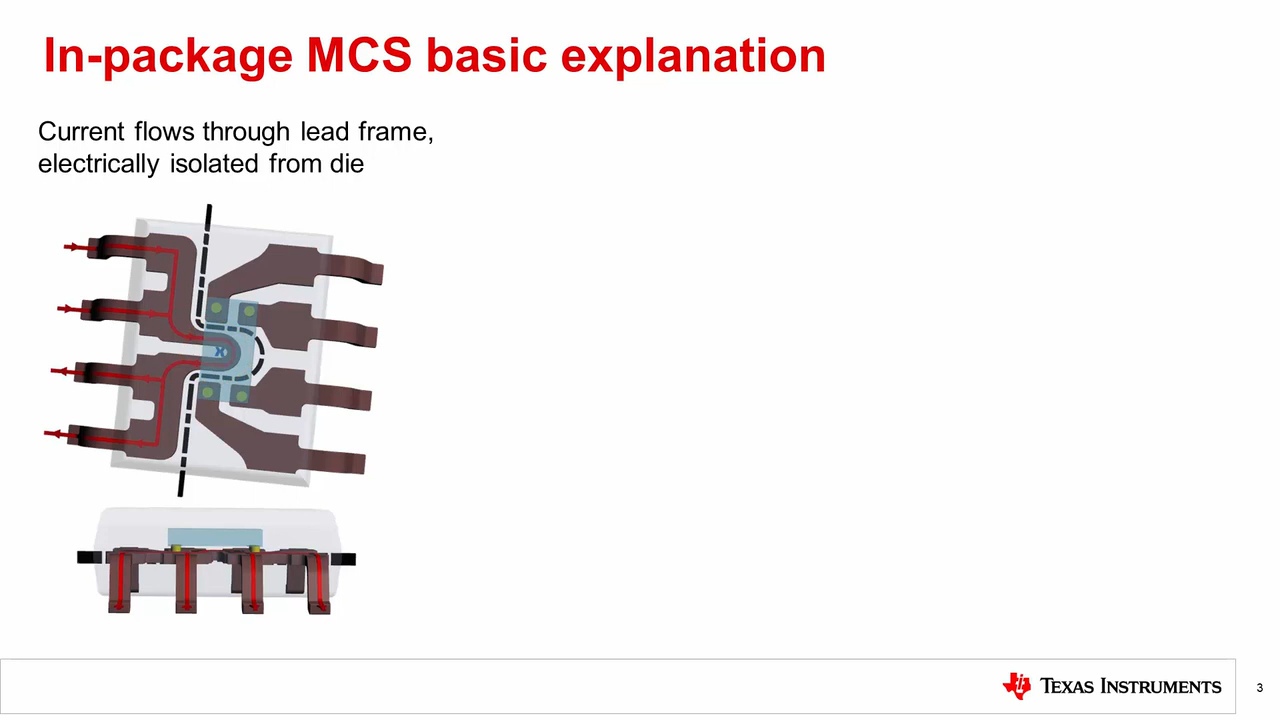 In-package MCS basic explanation
Current flows through lead frame,
electrically isolated from die
TEXAS INSTRUMENTS
3